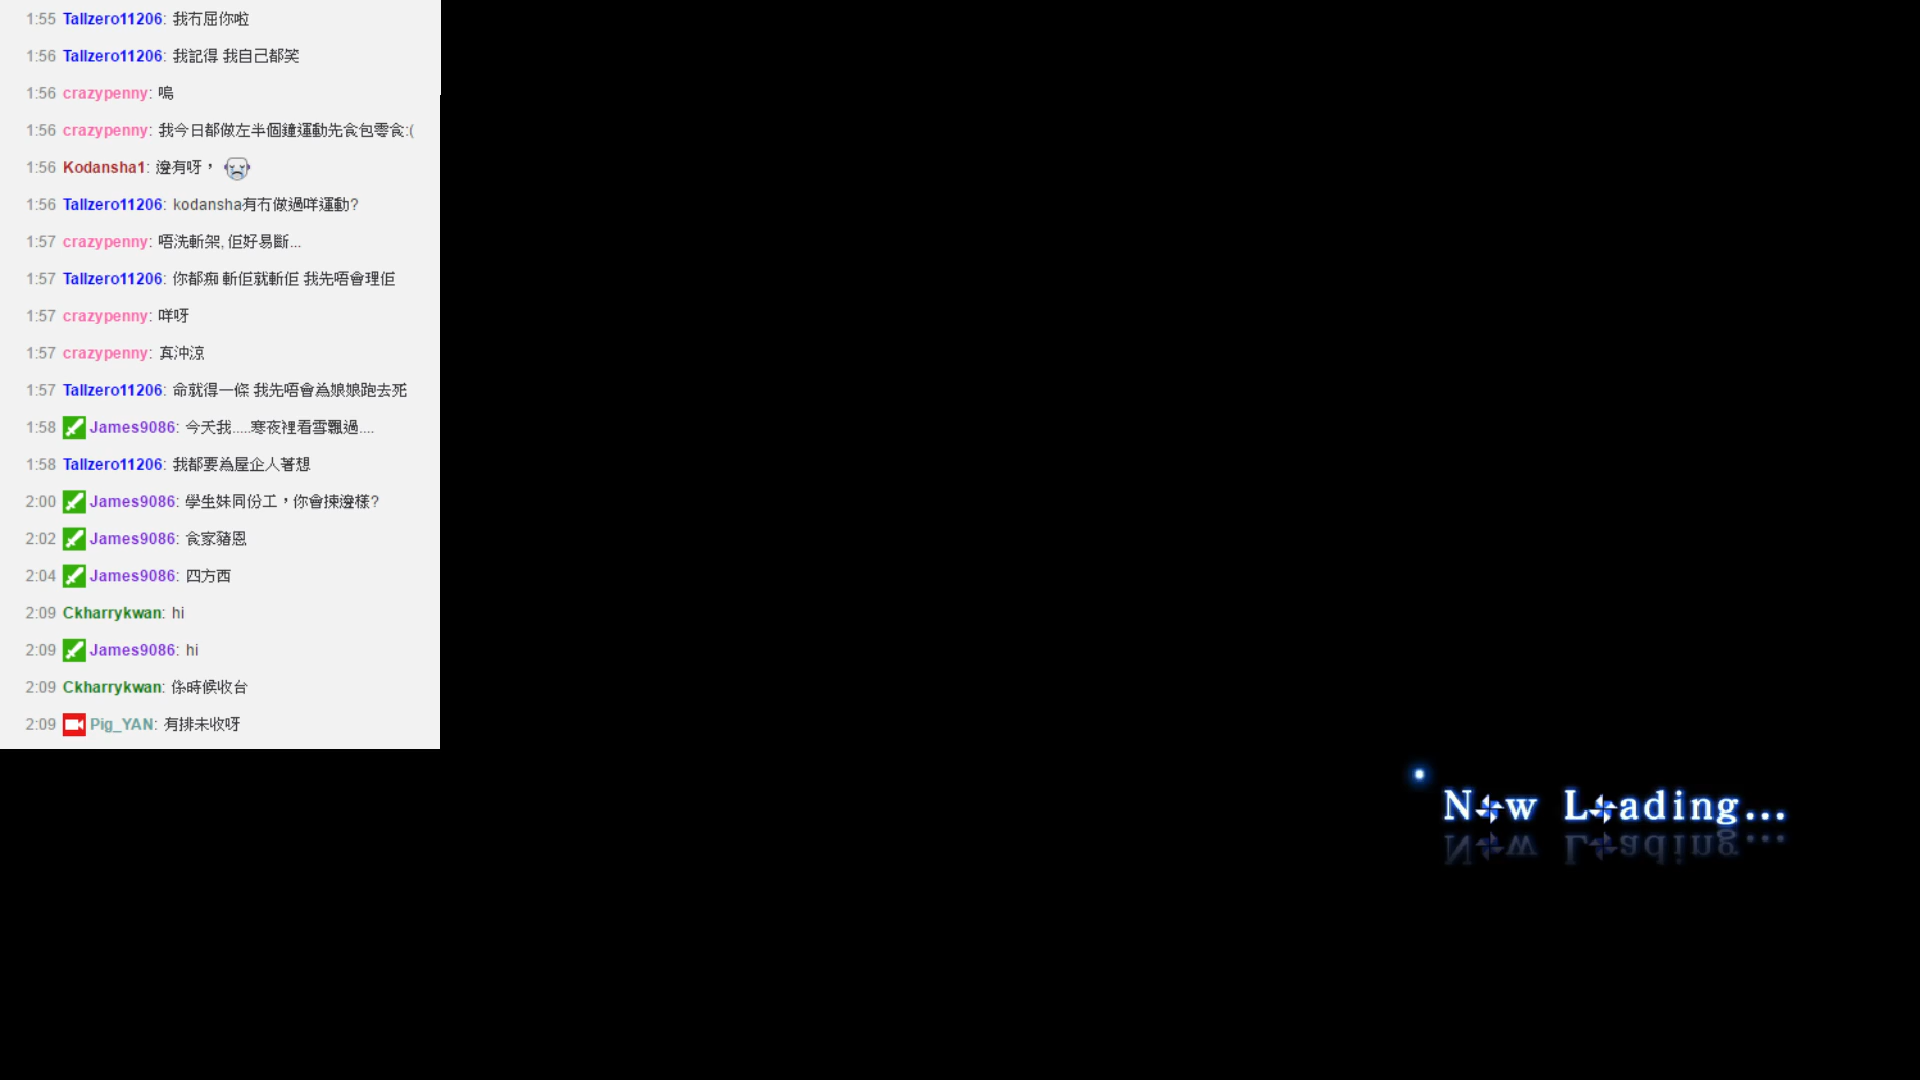 1:55 Tallzero11206: 我冇屈你啦
1:56 Tallzero11206: 我記得 我自己都笑
1:56 crazypenny: 嗚
1:56 crazypenny: 我今日都做左半個鐘運動先食包零食:(
1:56 Kodansha1: 邊有呀，
1:56 Tallzero11206: kodansha有冇做過咩運動?
1:57 crazypenny: 唔洗斬架, 佢好易斷...
1:57 Tallzero11206: 你都痴 斬佢就斬佢 我先唔會理佢
1:57 crazypenny: 咩呀
1:57 crazypenny: 真沖涼
1:57 Tallzero11206: 命就得一條 我先唔會為娘娘跑去死
1:58 James9086: 今天我.....寒夜裡看雪飄過....
1:58 Tallzero11206: 我都要為屋企人著想
2:00 James9086: 學生妹同份工，你會揀邊樣?
2:02 James9086: 食家豬恩
2:04 James9086: 四方西
2:09 Ckharrykwan: hi
2:09 James9086: hi
2:09 Ckharrykwan: 係時候收台
2:09 Pig_YAN: 有排未收呀
Now Loading...